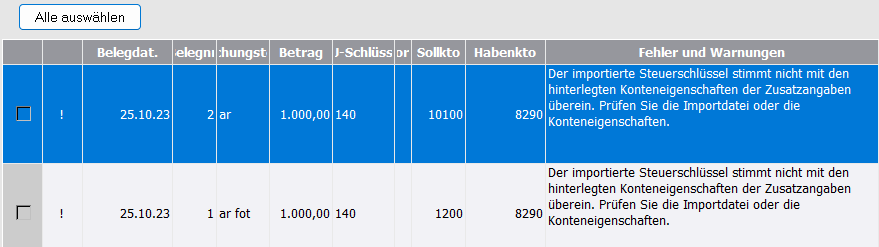 Alle auswählen
Belegdat. elegnr chungst Betrag J-Schlüss or Sollkto Habenkto Fehler und Warnungen
! 25.10.23 2 ar 1.000,00 140 10100 8290 Der importierte Steuerschlüssel stimmt nicht mit den
hinterlegten Konteneigenschaften der Zusatzangaben
überein. Prüfen Sie die Importdatei oder die
Konteneigenschaften.
! 25.10.23 1 ar fot 1.000,00 140 1200 8290 Der importierte Steuerschlüssel stimmt nicht mit den
hinterlegten Konteneigenschaften der Zusatzangaben
überein. Prüfen Sie die Importdatei oder die
Konteneigenschaften.